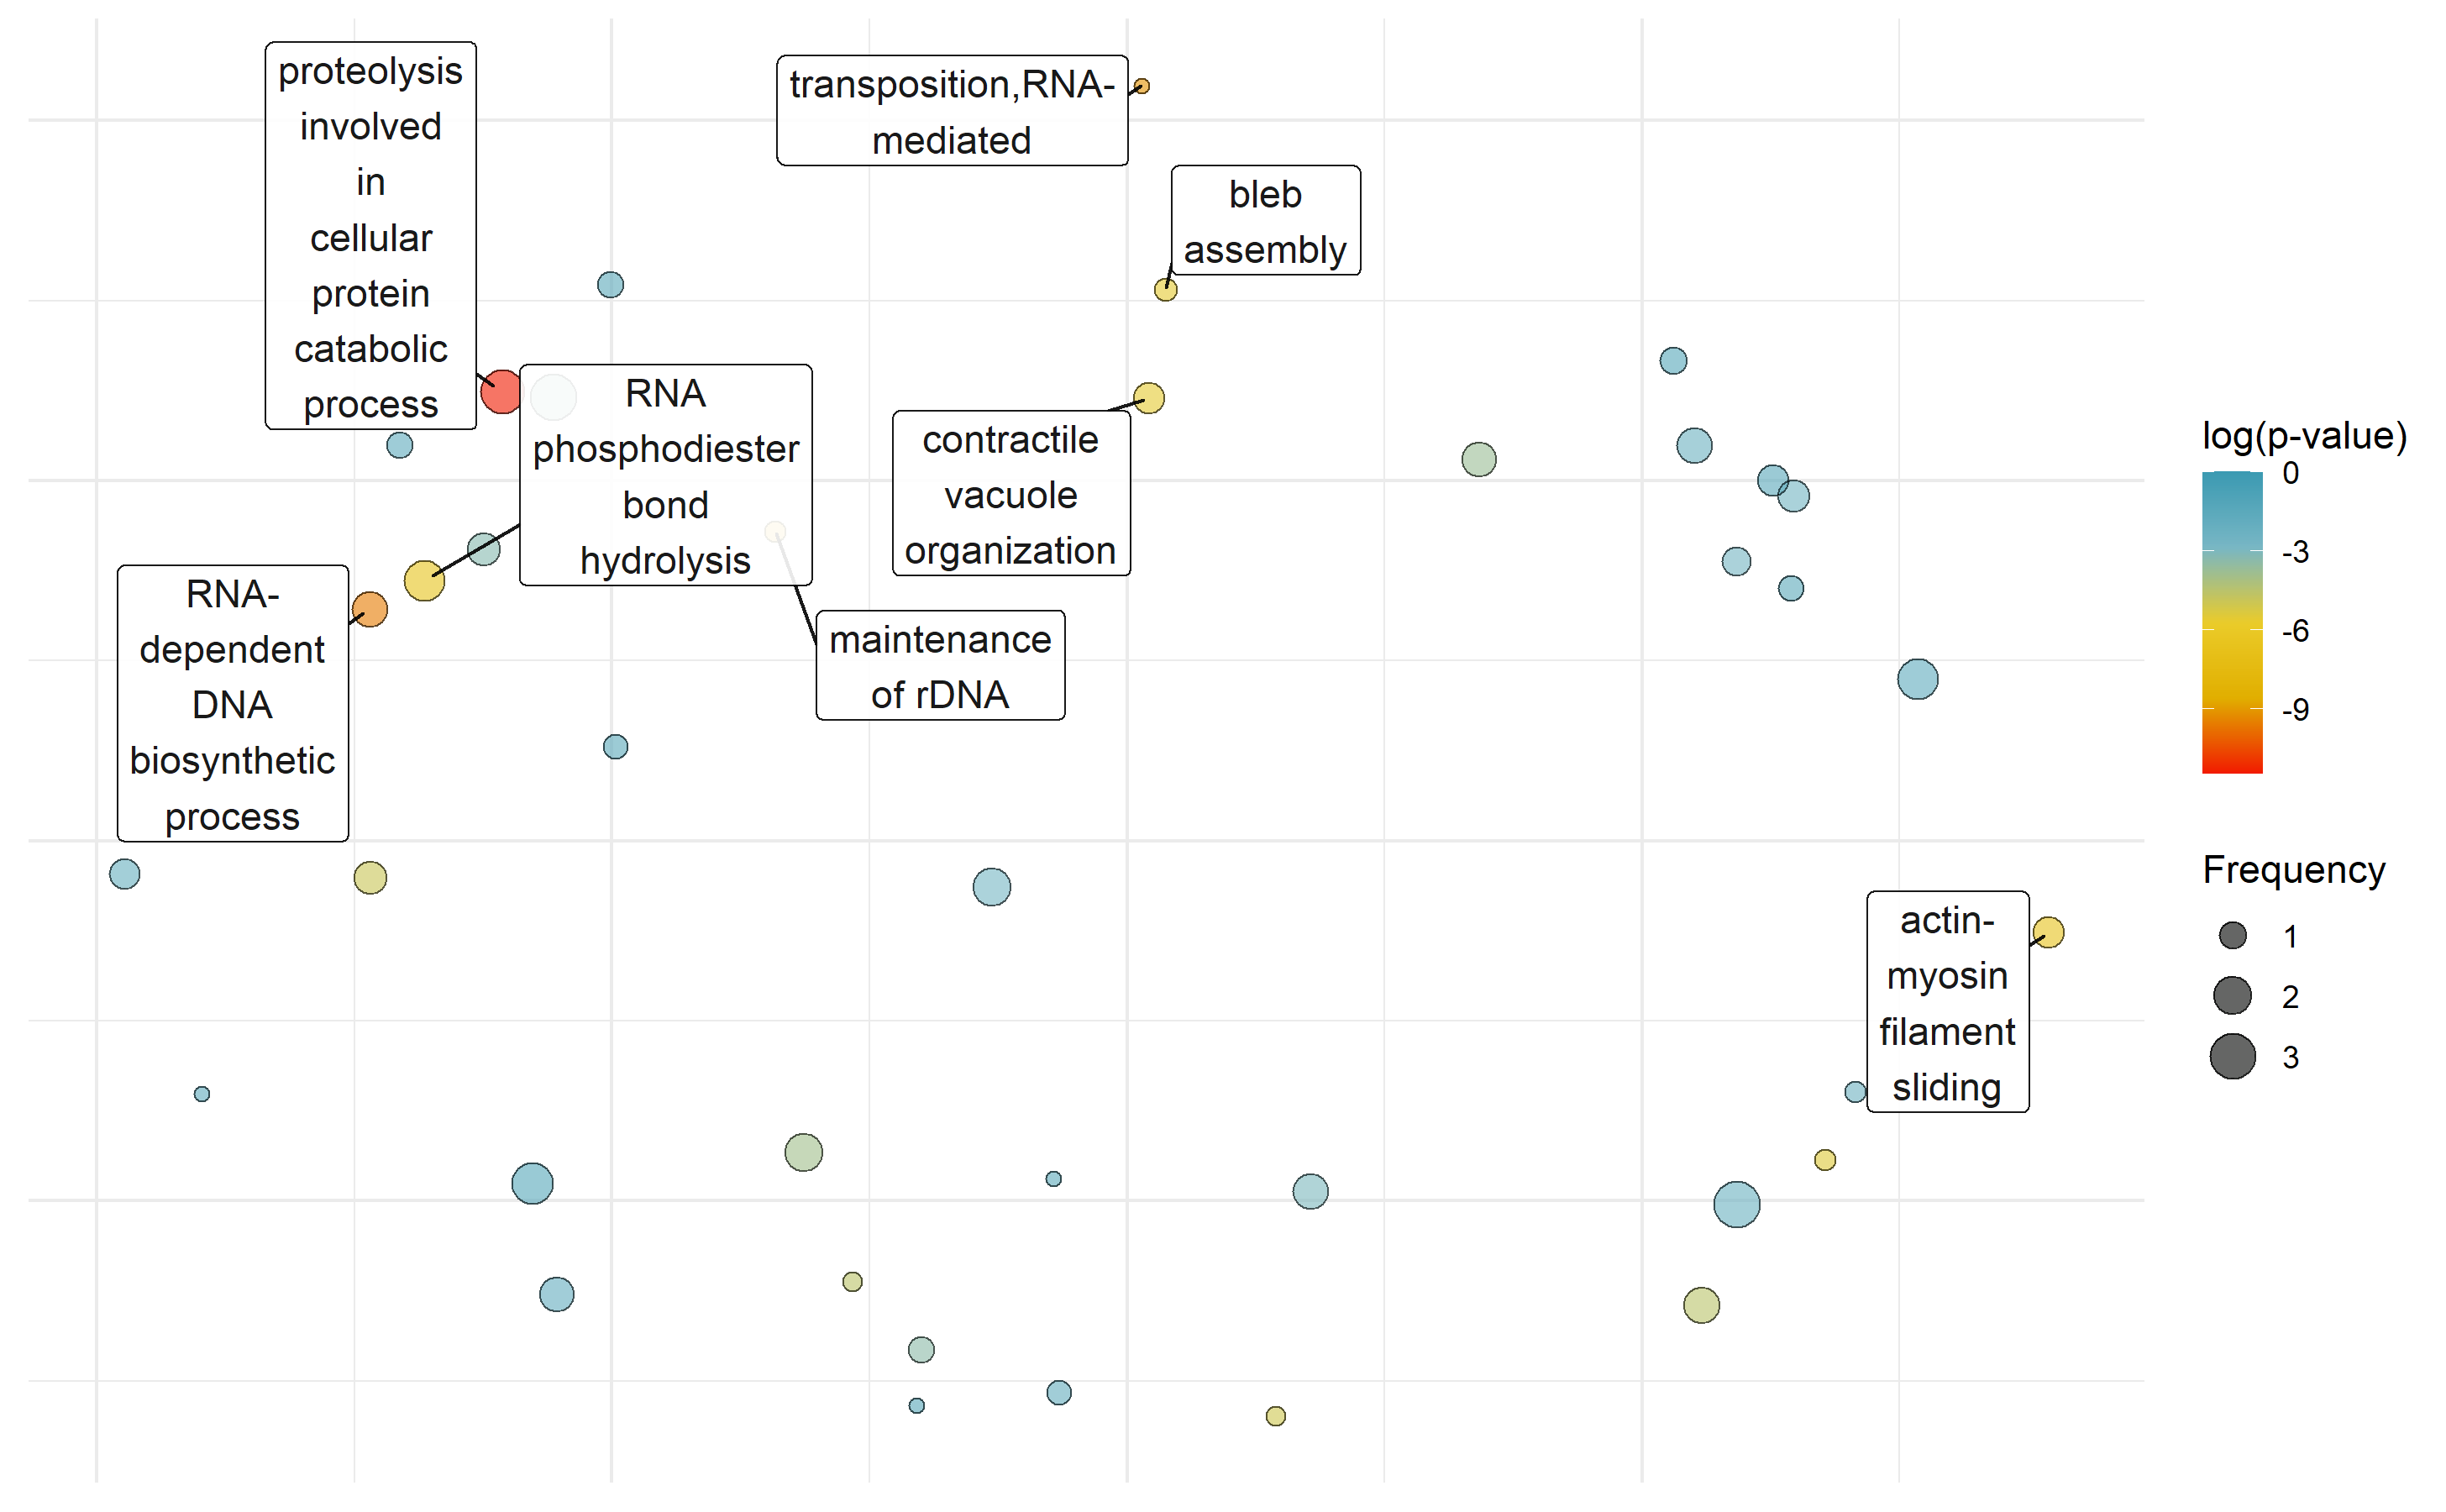 proteolysis
involved
in
cellular
protein
catabolic
process
transposition,RNA-
mediated
bleb
assembly
RNA
phosphodiester
bond
hydrolysis
contractile
vacuole
organization
RNA-
dependent
DNA
biosynthetic
process
maintenance
of rDNA
actin-
myosin
filament
sliding
log(p-value)
0
-3
-6
-9
Frequency
1
2
3